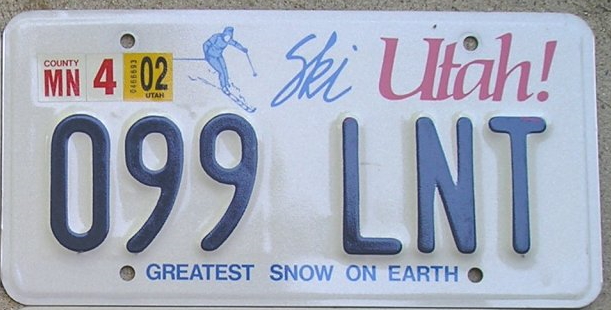 Ski Utah!
COUNTY
MN 4 02
UTAH
099 LNT
GREATEST SNOW ON EARTH